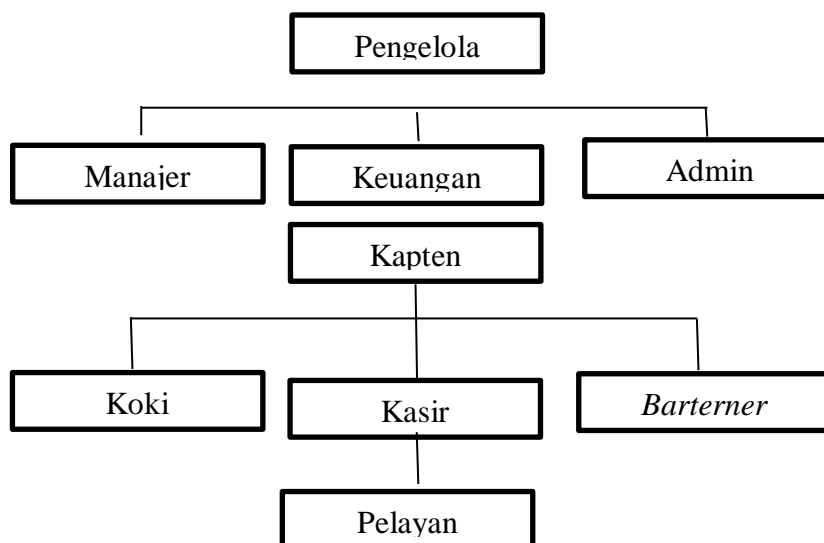 Pengelola
Manajer
Keuangan
Admin
Kapten
Koki
Kasir
Barterner
Pelayan